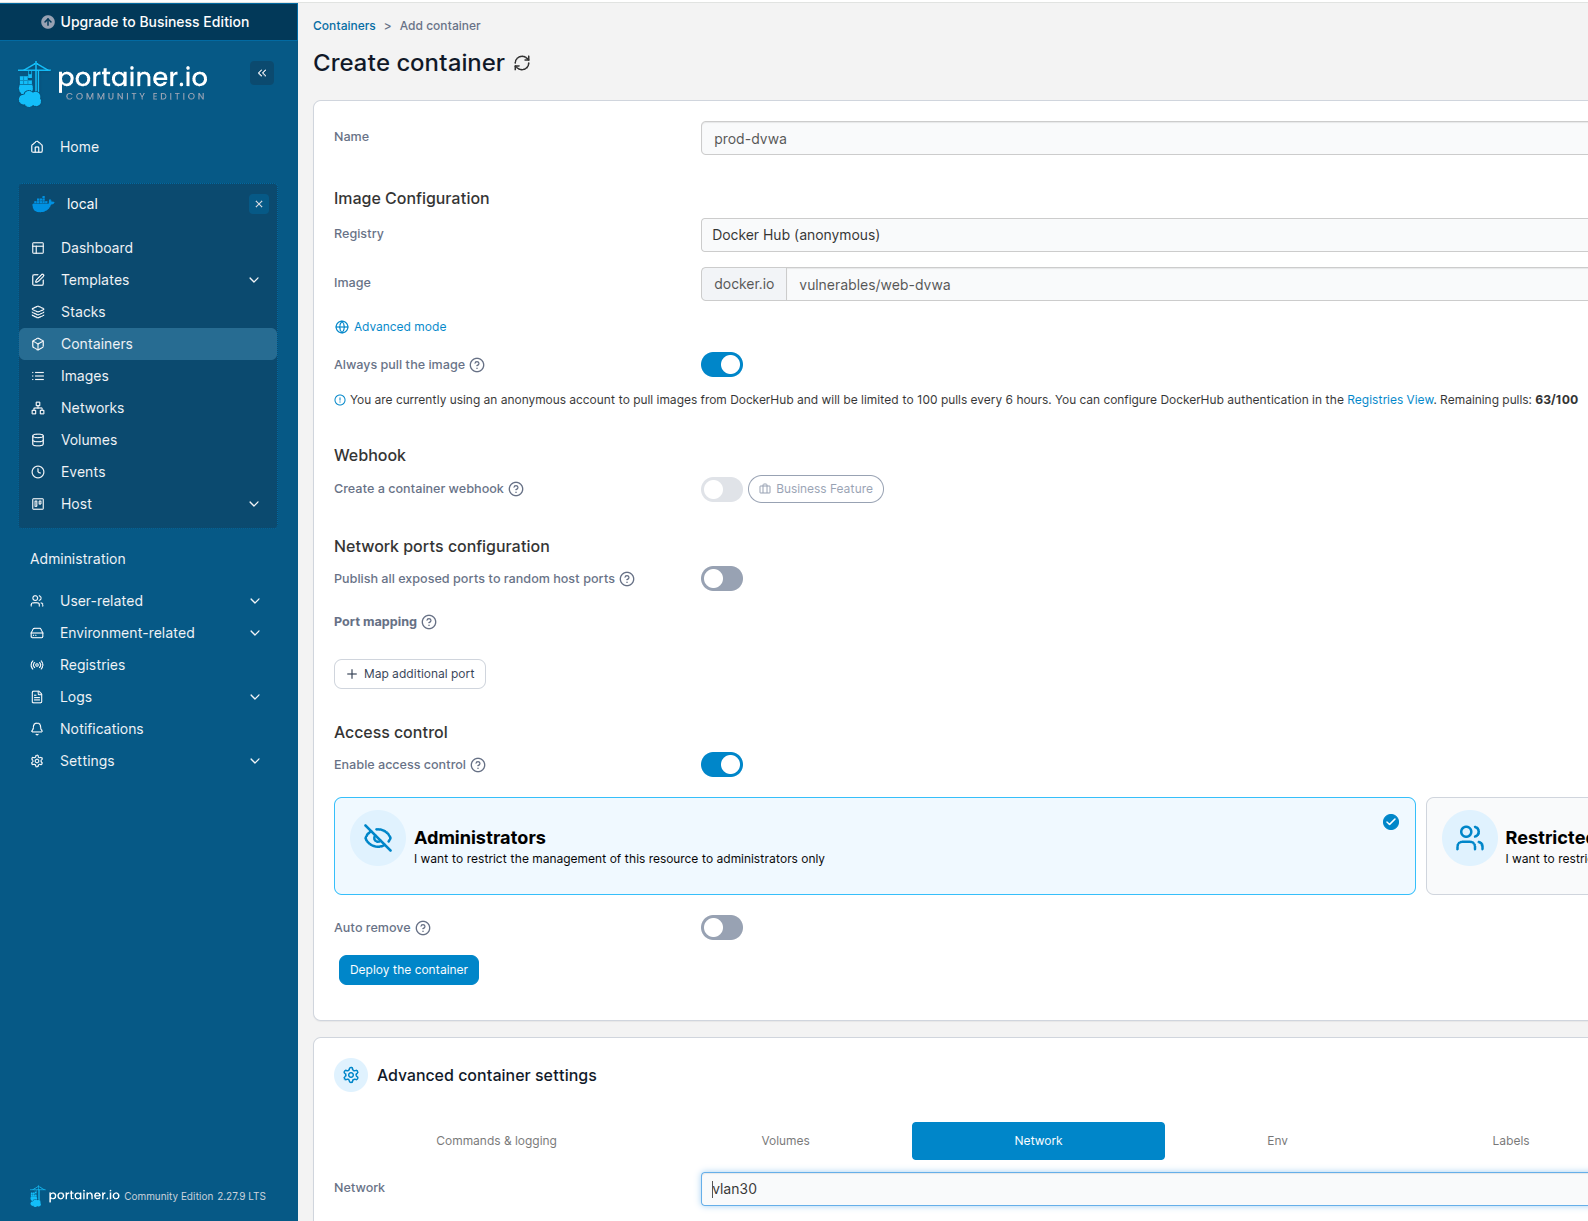 Upgrade to Business Edition
portainer.io
COMMUNITY EDITION
Home
local
Dashboard
Templates
Stacks
Containers
Images
Networks
Volumes
Events
Host
Administration
User-related
Environment-related
Registries
Logs
Notifications
Settings
portainer.io Community Edition 2.27.9 LTS
Containers > Add container
Create container
Name
prod-dvwa
Image Configuration
Registry
Docker Hub (anonymous)
Image
docker.io vulnerables/web-dvwa
Advanced mode
Always pull the image
You are currently using an anonymous account to pull images from DockerHub and will be limited to 100 pulls every 6 hours. You can configure DockerHub authentication in the Registries View. Remaining pulls: 63/100
Webhook
Create a container webhook
Business Feature
Network ports configuration
Publish all exposed ports to random host ports
Port mapping
Map additional port
Access control
Enable access control
Administrators
I want to restrict the management of this resource to administrators only
Restricte
I want to restri
Auto remove
Deploy the container
Advanced container settings
Commands & logging Volumes Network Env Labels
Network
vlan30